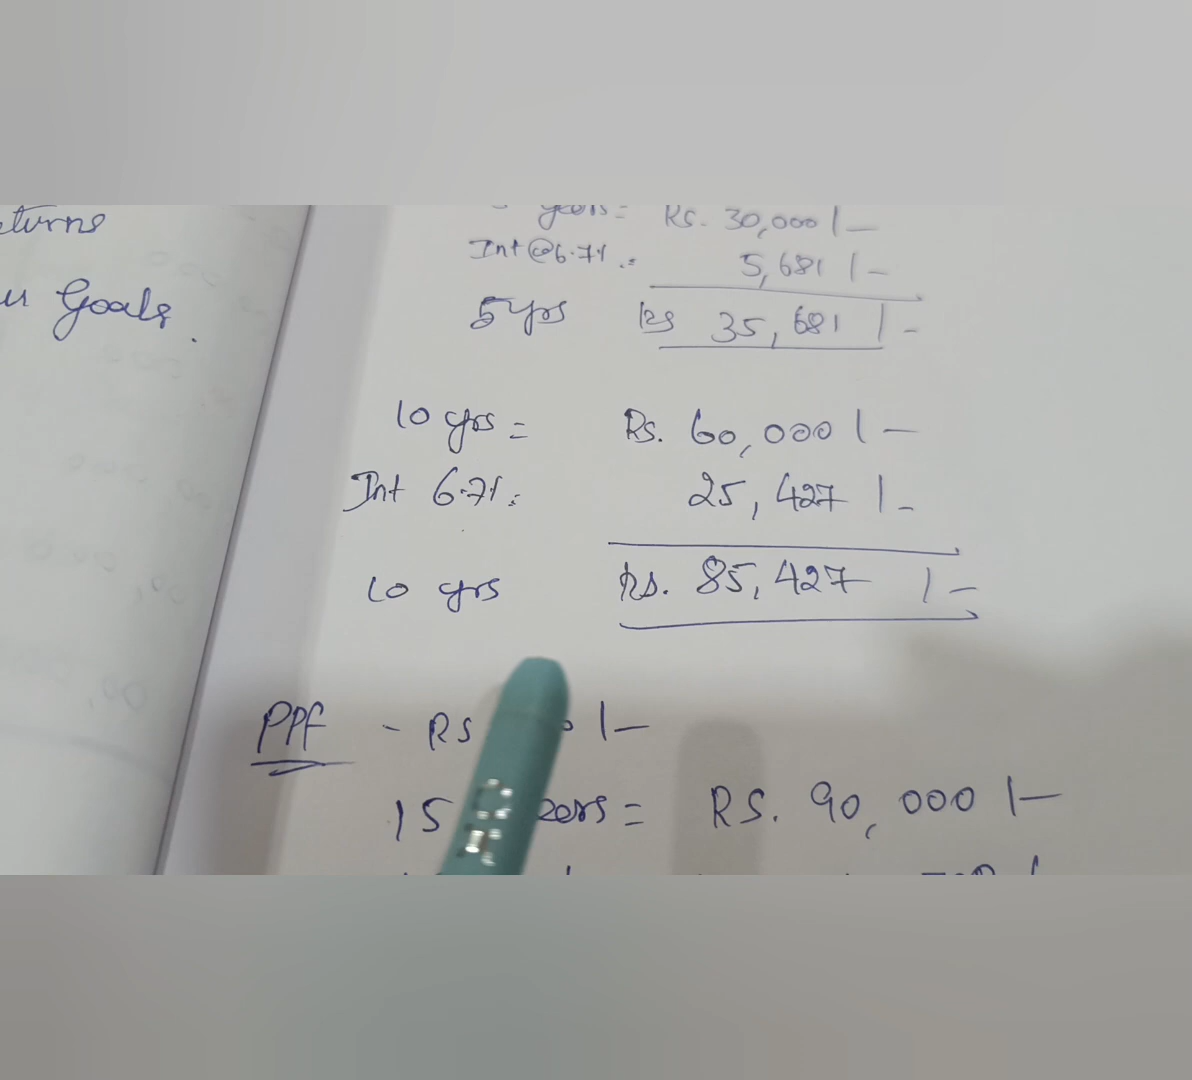 Goals.
years = Rs. 30,000/-
Int@6.7%: 5,681/-
5 yrs Rs 35,681/-
10 yrs = Rs. 60,000/-
Int 6.7%: 25,427/-
10 yrs Rs. 85,427/-
PPF - RS /-
15 = RS. 90,000/-